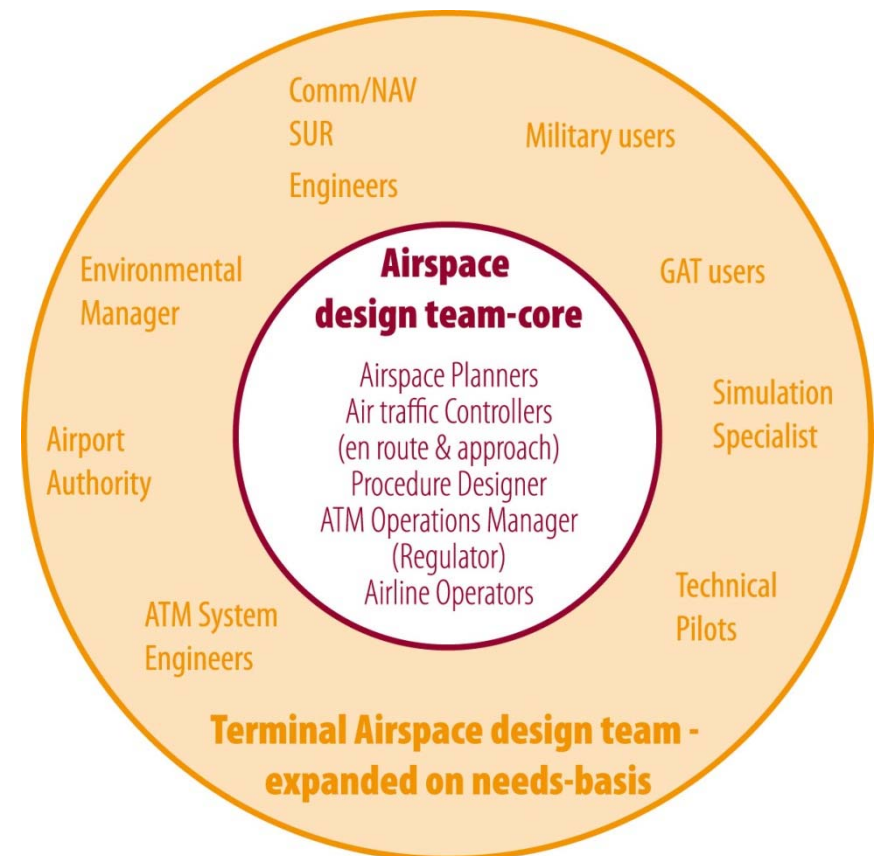 Comm/NAV
SUR
Engineers
Military users
Environmental
Manager
GAT users
Airspace
design team-core
Airspace Planners
Air traffic Controllers
(en route & approach)
Procedure Designer
ATM Operations Manager
(Regulator)
Airline Operators
Simulation
Specialist
Airport
Authority
Technical
Pilots
ATM System
Engineers
Terminal Airspace design team -
expanded on needs-basis